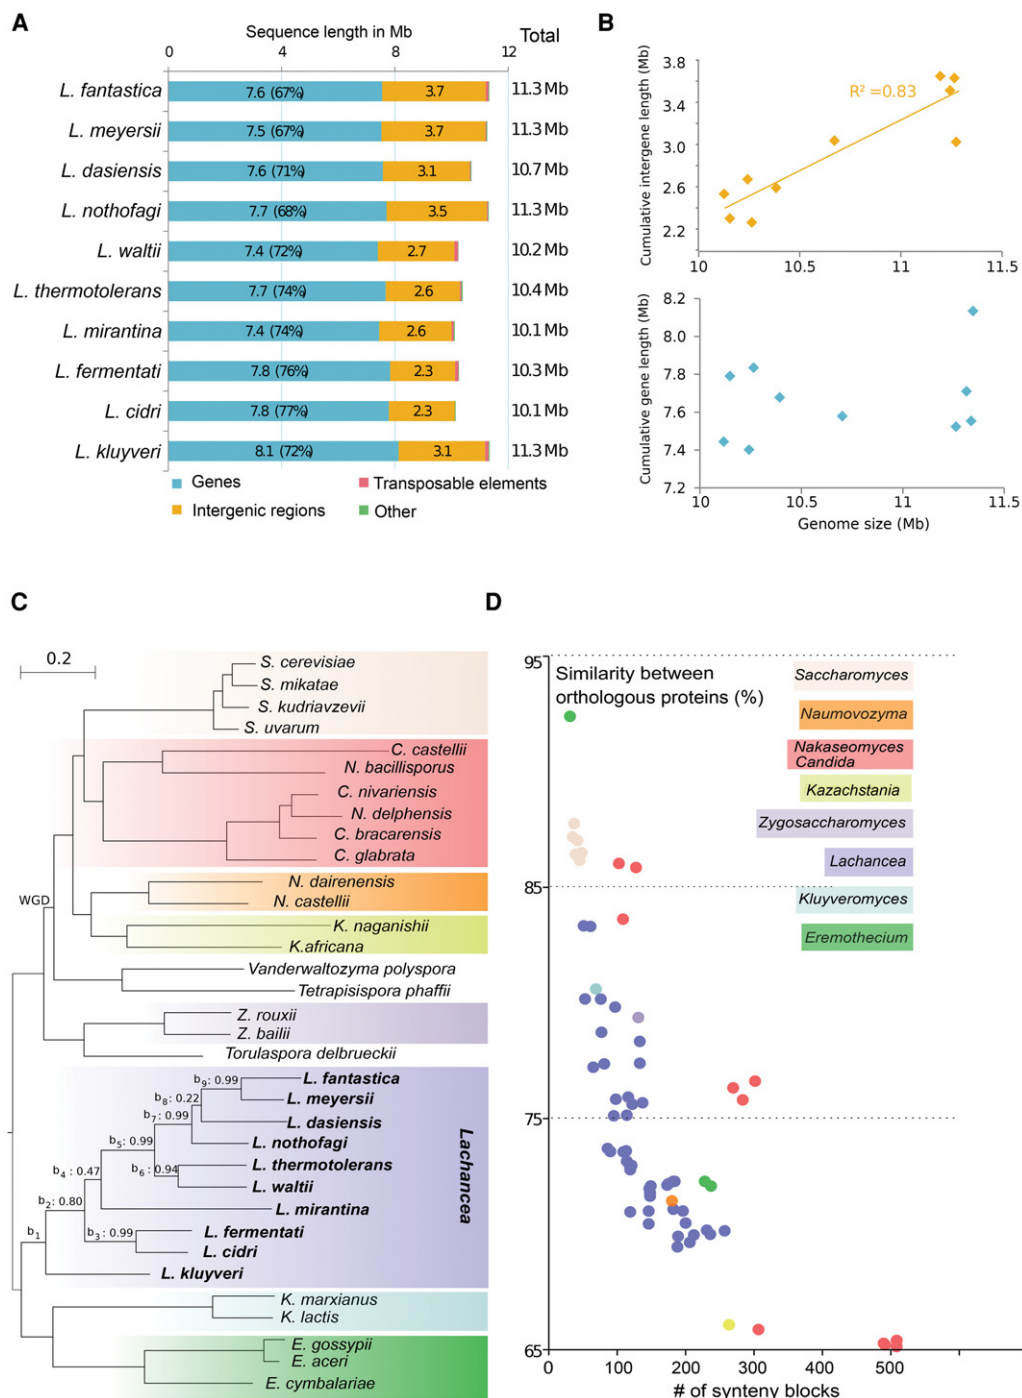 A
Sequence length in Mb
Total
0 4 8 12
L. fantastica 7.6 (67%) 3.7 11.3 Mb
L. meyersii 7.5 (67%) 3.7 11.3 Mb
L. dasiensis 7.6 (71%) 3.1 10.7 Mb
L. nothofagi 7.7 (68%) 3.5 11.3 Mb
L. waltii 7.4 (72%) 2.7 10.2 Mb
L. thermotolerans 7.7 (74%) 2.6 10.4 Mb
L. mirantina 7.4 (74%) 2.6 10.1 Mb
L. fermentati 7.8 (76%) 2.3 10.3 Mb
L. cidri 7.8 (77%) 2.3 10.1 Mb
L. kluyveri 8.1 (72%) 3.1 11.3 Mb
Genes
Transposable elements
Intergenic regions
Other
B
Cumulative intergene length (Mb)
3.8
3.4
3.0
2.6
2.2
R² =0.83
10 10.5 11 11.5
Cumulative gene length (Mb)
8.2
8.0
7.8
7.6
7.4
7.2
10 10.5 11 11.5
Genome size (Mb)
C
0.2
S. cerevisiae
S. mikatae
S. kudriavzevii
S. uvarum
C. castellii
N. bacillisporus
C. nivariensis
N. delphensis
C. bracarensis
C. glabrata
WGD
N. dairenensis
N. castellii
K. naganishii
K.africana
Vanderwaltozyma polyspora
Tetrapisispora phaffii
Z. rouxii
Z. bailii
Torulaspora delbrueckii
b9: 0.99
L. fantastica
b8: 0.22
L. meyersii
b7: 0.99
L. dasiensis
b5: 0.99
L. nothofagi
b4: 0.47
b6: 0.94
L. thermotolerans
L. waltii
b2: 0.80
L. mirantina
b1
b3: 0.99
L. fermentati
L. cidri
L. kluyveri
Lachancea
K. marxianus
K. lactis
E. gossypii
E. aceri
E. cymbalariae
D
95
85
75
65
Similarity between
orthologous proteins (%)
Saccharomyces
Naumovozyma
Nakaseomyces
Candida
Kazachstania
Zygosaccharomyces
Lachancea
Kluyveromyces
Eremothecium
0 100 200 300 400 500
# of synteny blocks